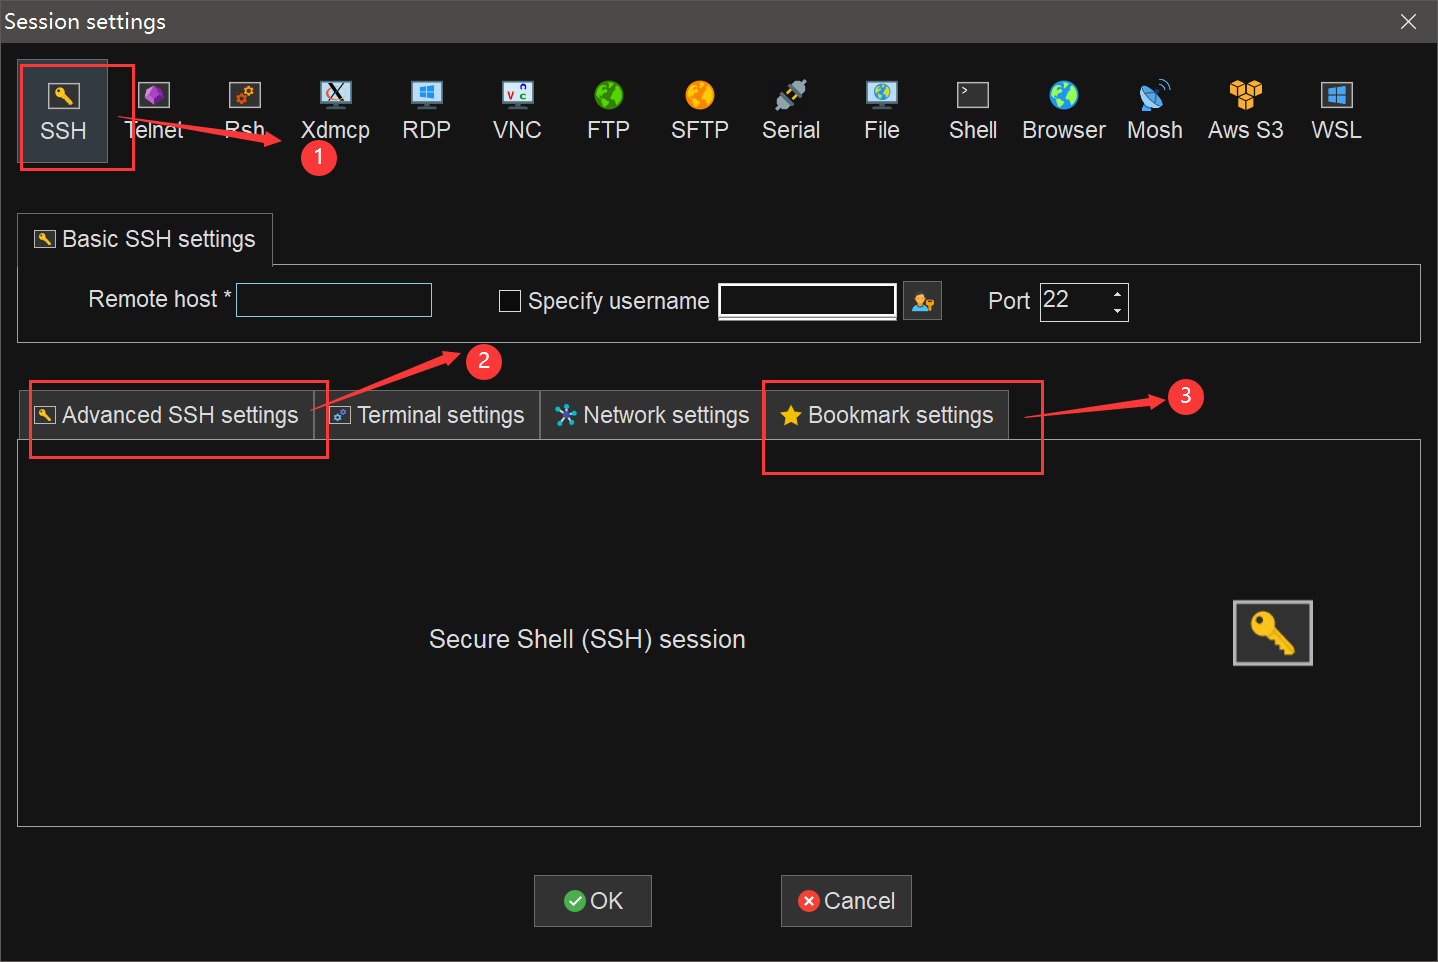 Session settings
SSH Telnet Rsh Xdmcp RDP VNC FTP SFTP Serial File Shell Browser Mosh Aws S3 WSL
1
Basic SSH settings
Remote host * Specify username Port 22
2
3
Advanced SSH settings Terminal settings Network settings Bookmark settings
Secure Shell (SSH) session
OK Cancel